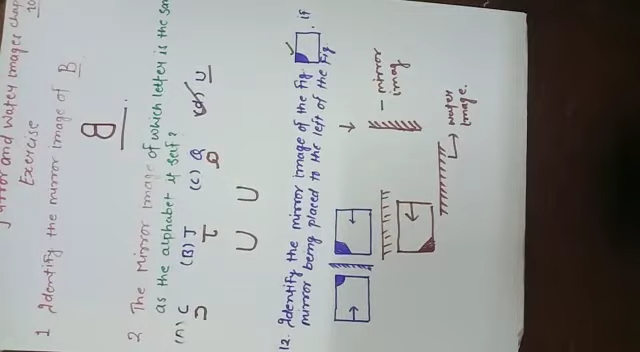 Mirror and Water Images Chap
Exercise
1 Identify the mirror image of B
2 The Mirror Image of which letter is the same
as the alphabet it self?
(A) C (B) J (C) Q (D) U
U U
12. Identify the mirror image of the Fig. , if
mirror being placed to the left of the Fig
- mirror
imag
→ water
image.